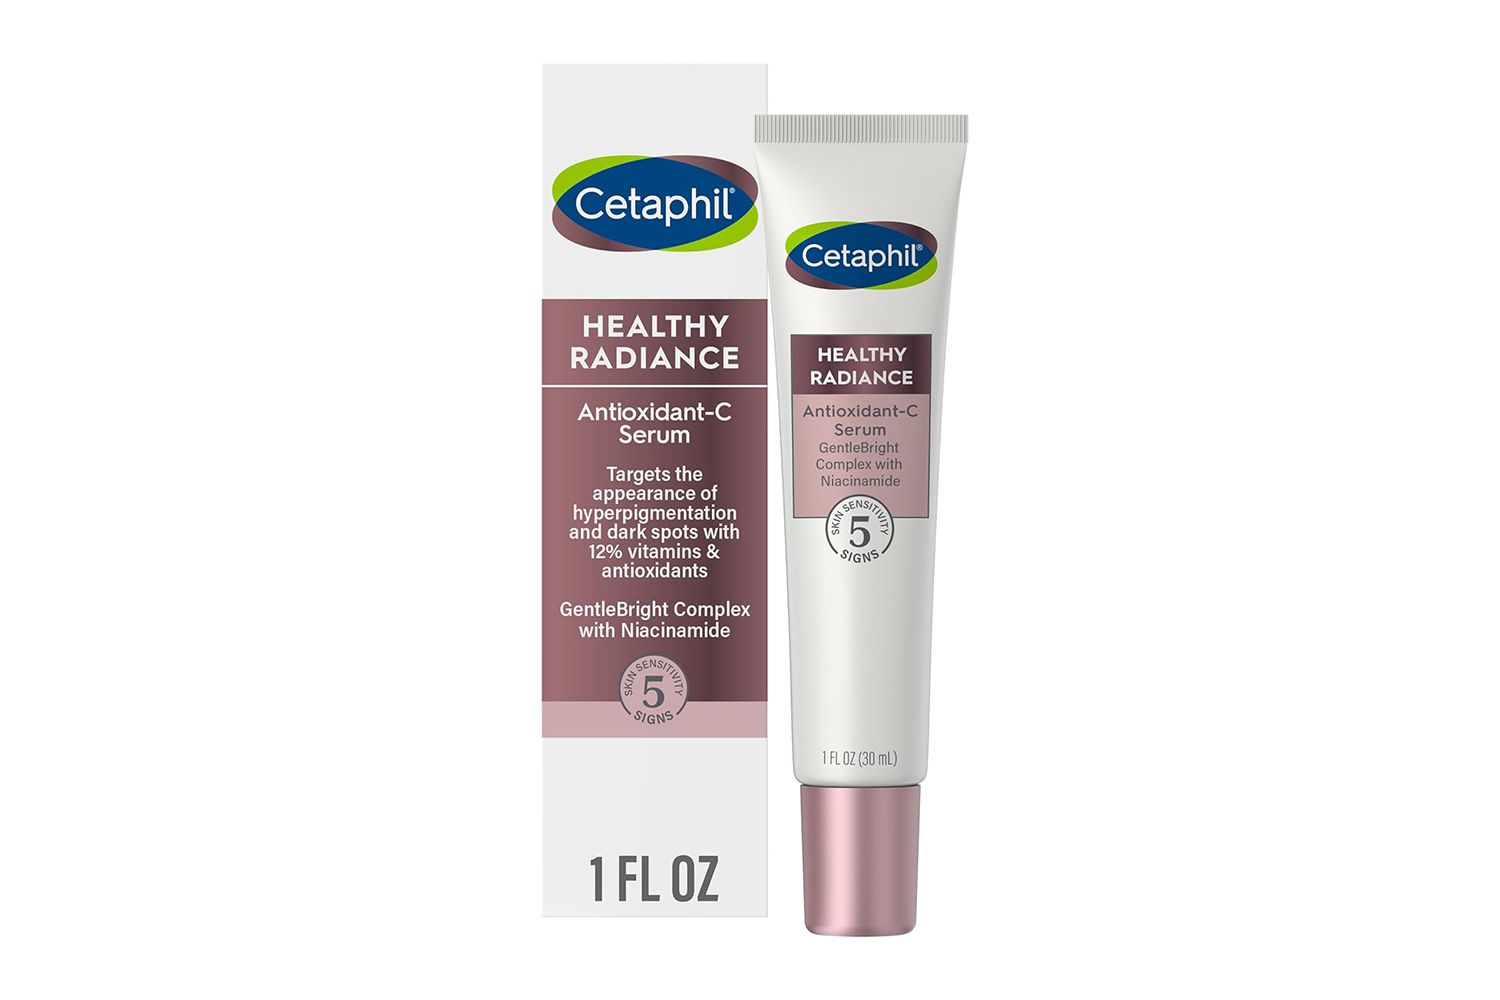 Cetaphil®
HEALTHY
RADIANCE
Antioxidant-C
Serum
Targets the
appearance of
hyperpigmentation
and dark spots with
12% vitamins &
antioxidants
GentleBright Complex
with Niacinamide
SKIN SENSITIVITY
5
SIGNS
1 FL OZ
Cetaphil®
HEALTHY
RADIANCE
Antioxidant-C
Serum
GentleBright
Complex with
Niacinamide
SKIN SENSITIVITY
5
SIGNS
1 FL OZ (30 mL)